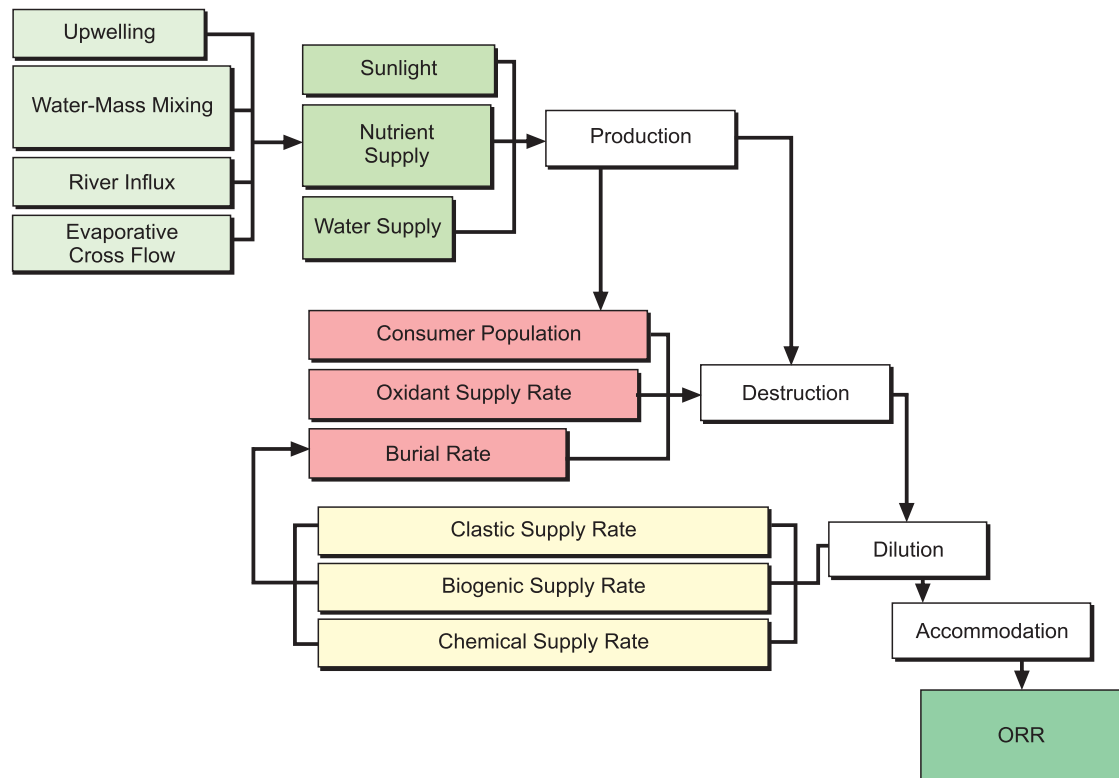 Upwelling
Water-Mass Mixing
River Influx
Evaporative
Cross Flow
Sunlight
Nutrient
Supply
Water Supply
Production
Consumer Population
Oxidant Supply Rate
Burial Rate
Destruction
Clastic Supply Rate
Biogenic Supply Rate
Chemical Supply Rate
Dilution
Accommodation
ORR